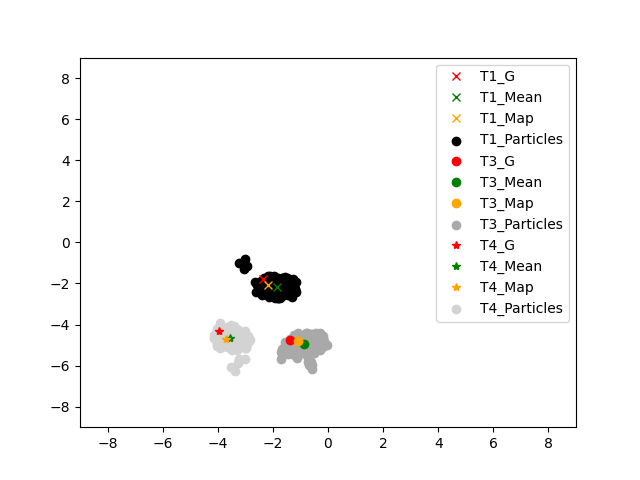 8
6
4
2
0
−2
−4
−6
−8
−8
−6
−4
−2
0
2
4
6
8
T1_G
T1_Mean
T1_Map
T1_Particles
T3_G
T3_Mean
T3_Map
T3_Particles
T4_G
T4_Mean
T4_Map
T4_Particles